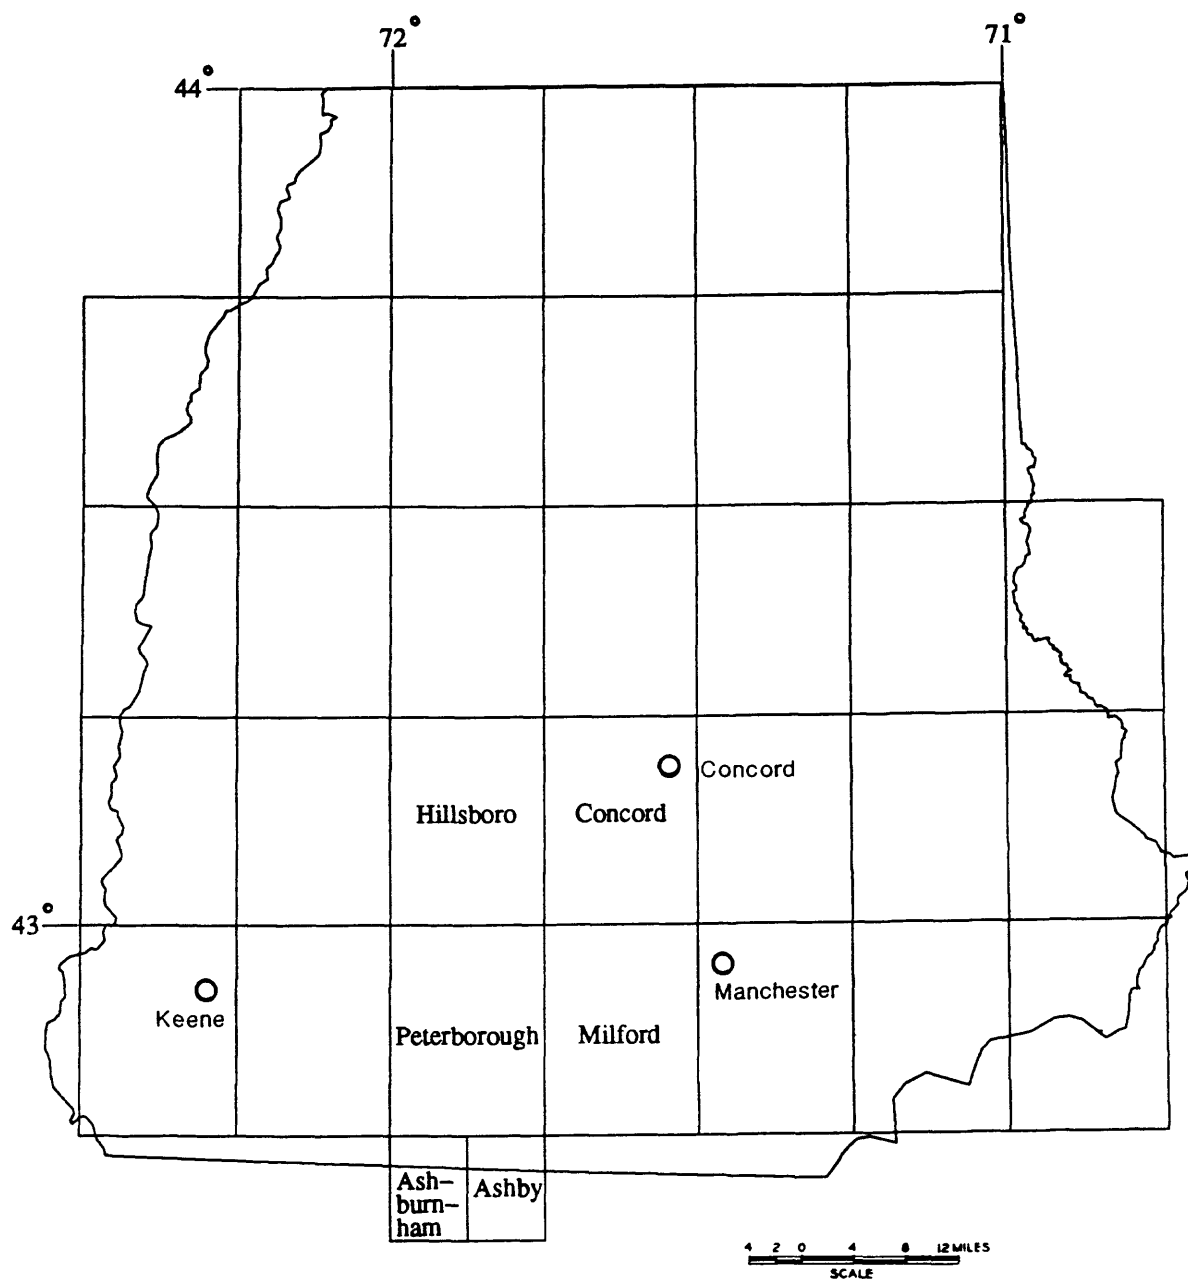 72°
71°
44°
Concord
Hillsboro
Concord
43°
Manchester
Keene
Peterborough
Milford
Ash-
burn-
ham
Ashby
4 2 0 4 8 12 MILES
SCALE